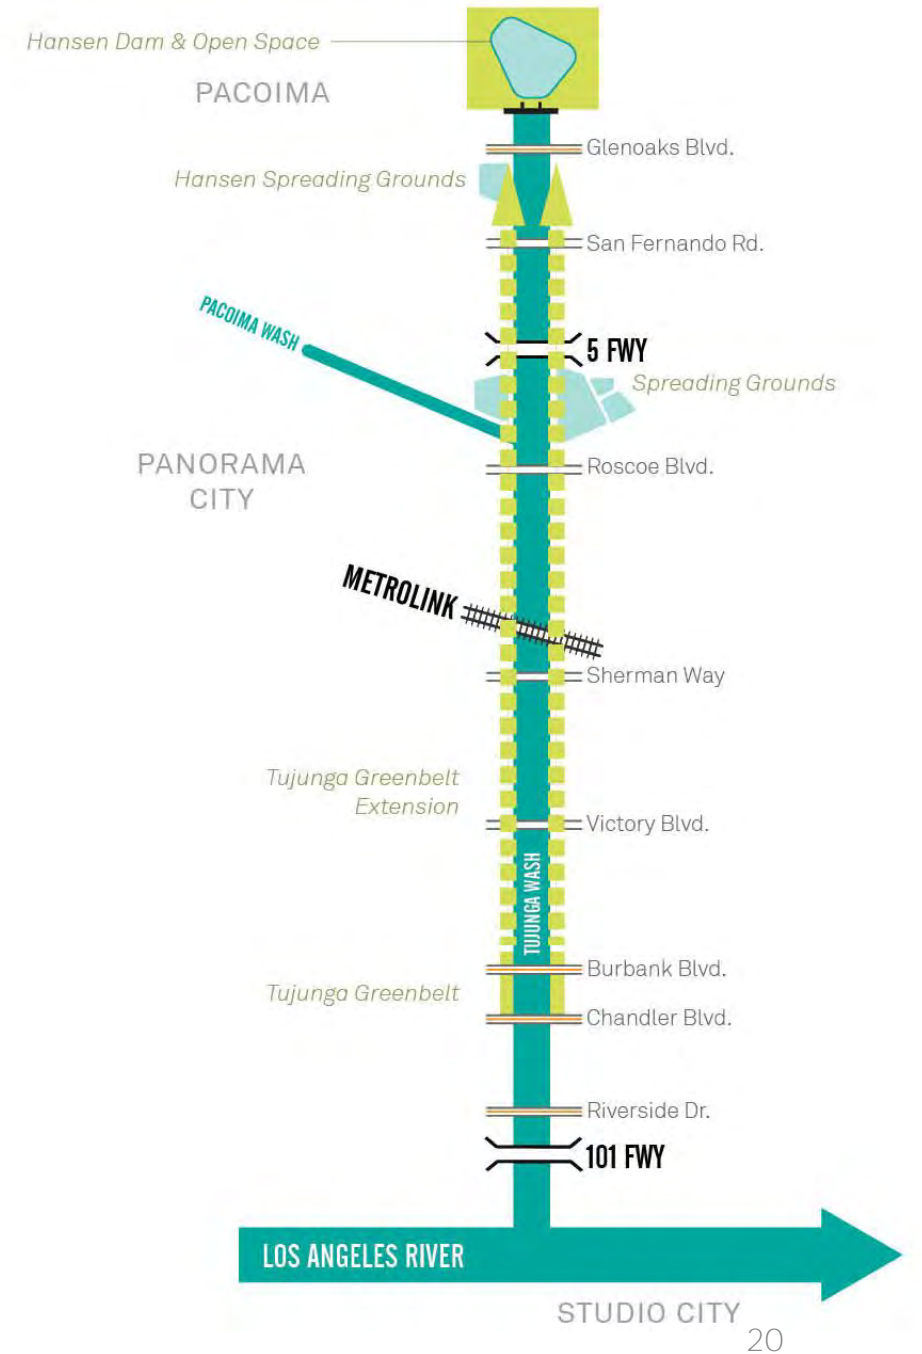 Hansen Dam & Open Space
PACOIMA
Glenoaks Blvd.
Hansen Spreading Grounds
San Fernando Rd.
PACOIMA WASH
5 FWY
Spreading Grounds
PANORAMA
CITY
Roscoe Blvd.
METROLINK
Sherman Way
Tujunga Greenbelt
Extension
Victory Blvd.
TUJUNGA WASH
Burbank Blvd.
Tujunga Greenbelt
Chandler Blvd.
Riverside Dr.
101 FWY
LOS ANGELES RIVER
STUDIO CITY
20